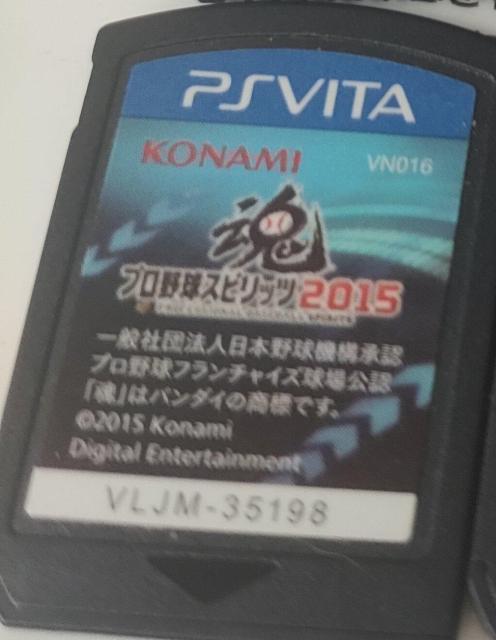 PSVITA
KONAMI
VN016
魂
プロ野球スピリッツ2015
PROFESSIONAL BASEBALL SPIRITS
一般社団法人日本野球機構承認
プロ野球フランチャイズ球場公認
「魂」はバンダイの商標です。
©2015 Konami
Digital Entertainment
VLJM-35198